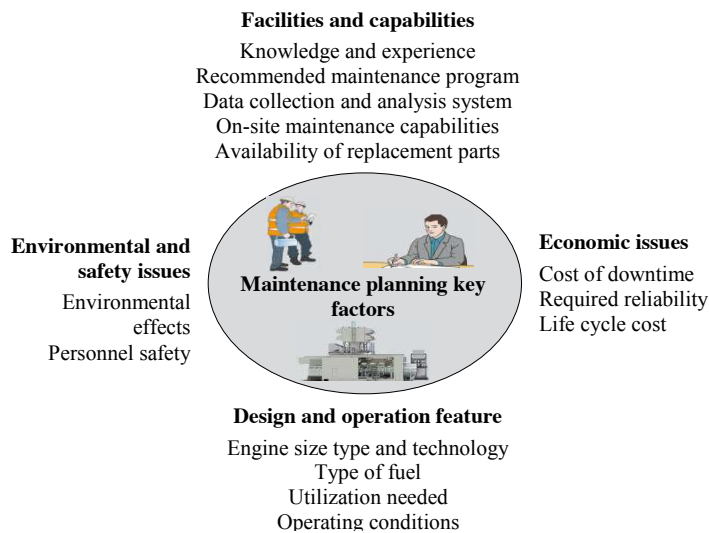 Facilities and capabilities
Knowledge and experience
Recommended maintenance program
Data collection and analysis system
On-site maintenance capabilities
Availability of replacement parts
Environmental and
safety issues
Environmental
effects
Personnel safety
Maintenance planning key
factors
Economic issues
Cost of downtime
Required reliability
Life cycle cost
Design and operation feature
Engine size type and technology
Type of fuel
Utilization needed
Operating conditions